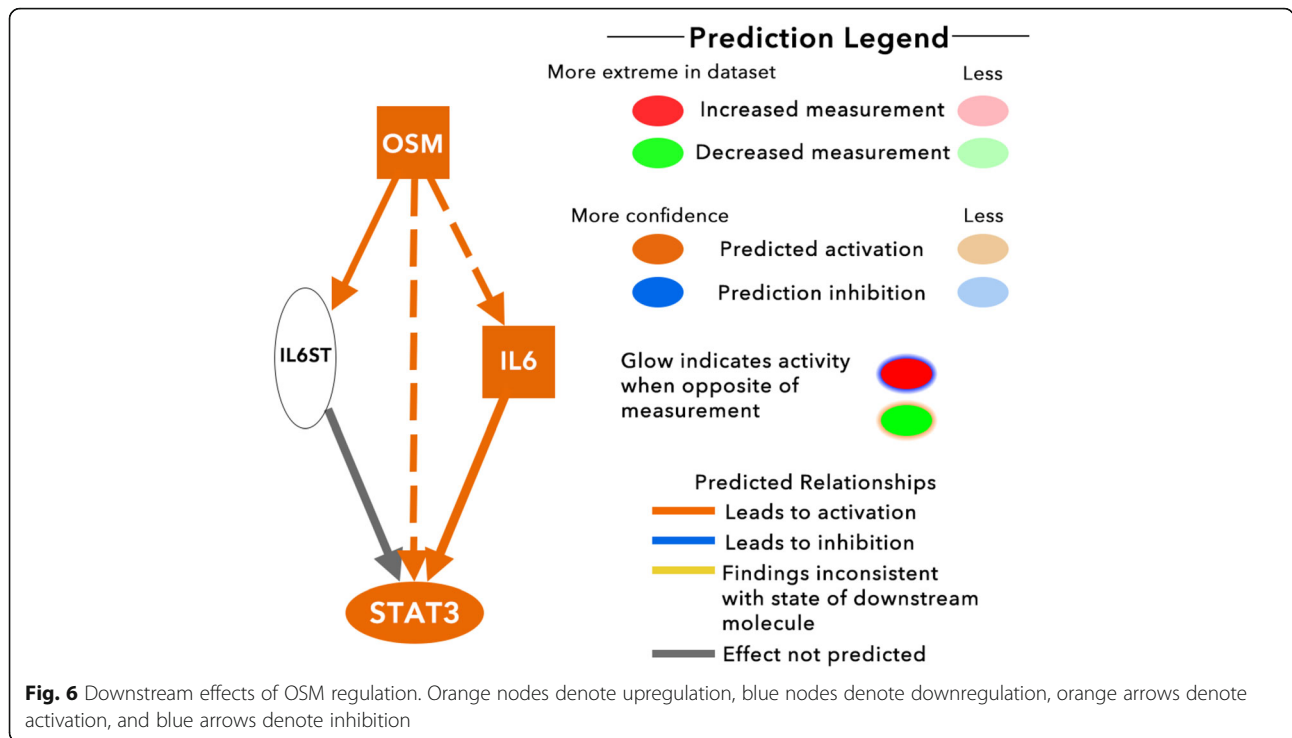 Prediction Legend
More extreme in dataset Less
Increased measurement
Decreased measurement
More confidence Less
Predicted activation
Prediction inhibition
Glow indicates activity
when opposite of
measurement
Predicted Relationships
Leads to activation
Leads to inhibition
Findings inconsistent
with state of downstream
molecule
Effect not predicted
OSM
IL6ST
IL6
STAT3
Fig. 6 Downstream effects of OSM regulation. Orange nodes denote upregulation, blue nodes denote downregulation, orange arrows denote
activation, and blue arrows denote inhibition